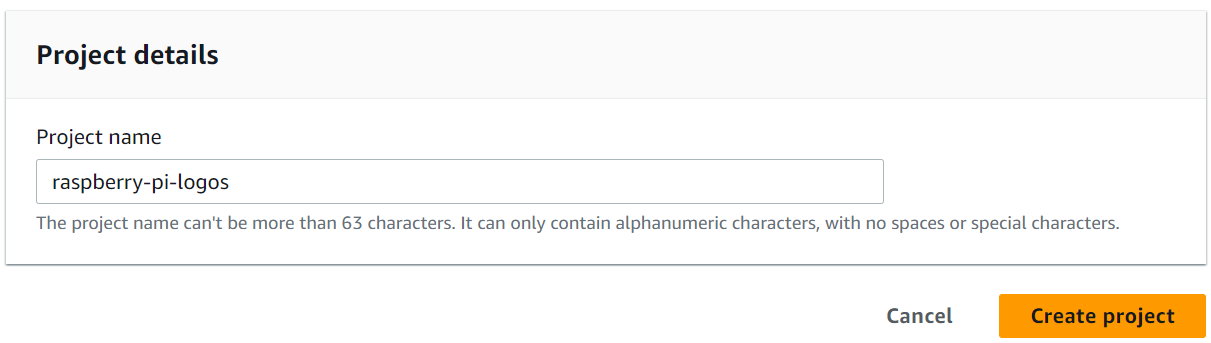 Project details
Project name
raspberry-pi-logos
The project name can't be more than 63 characters. It can only contain alphanumeric characters, with no spaces or special characters.
Cancel Create project